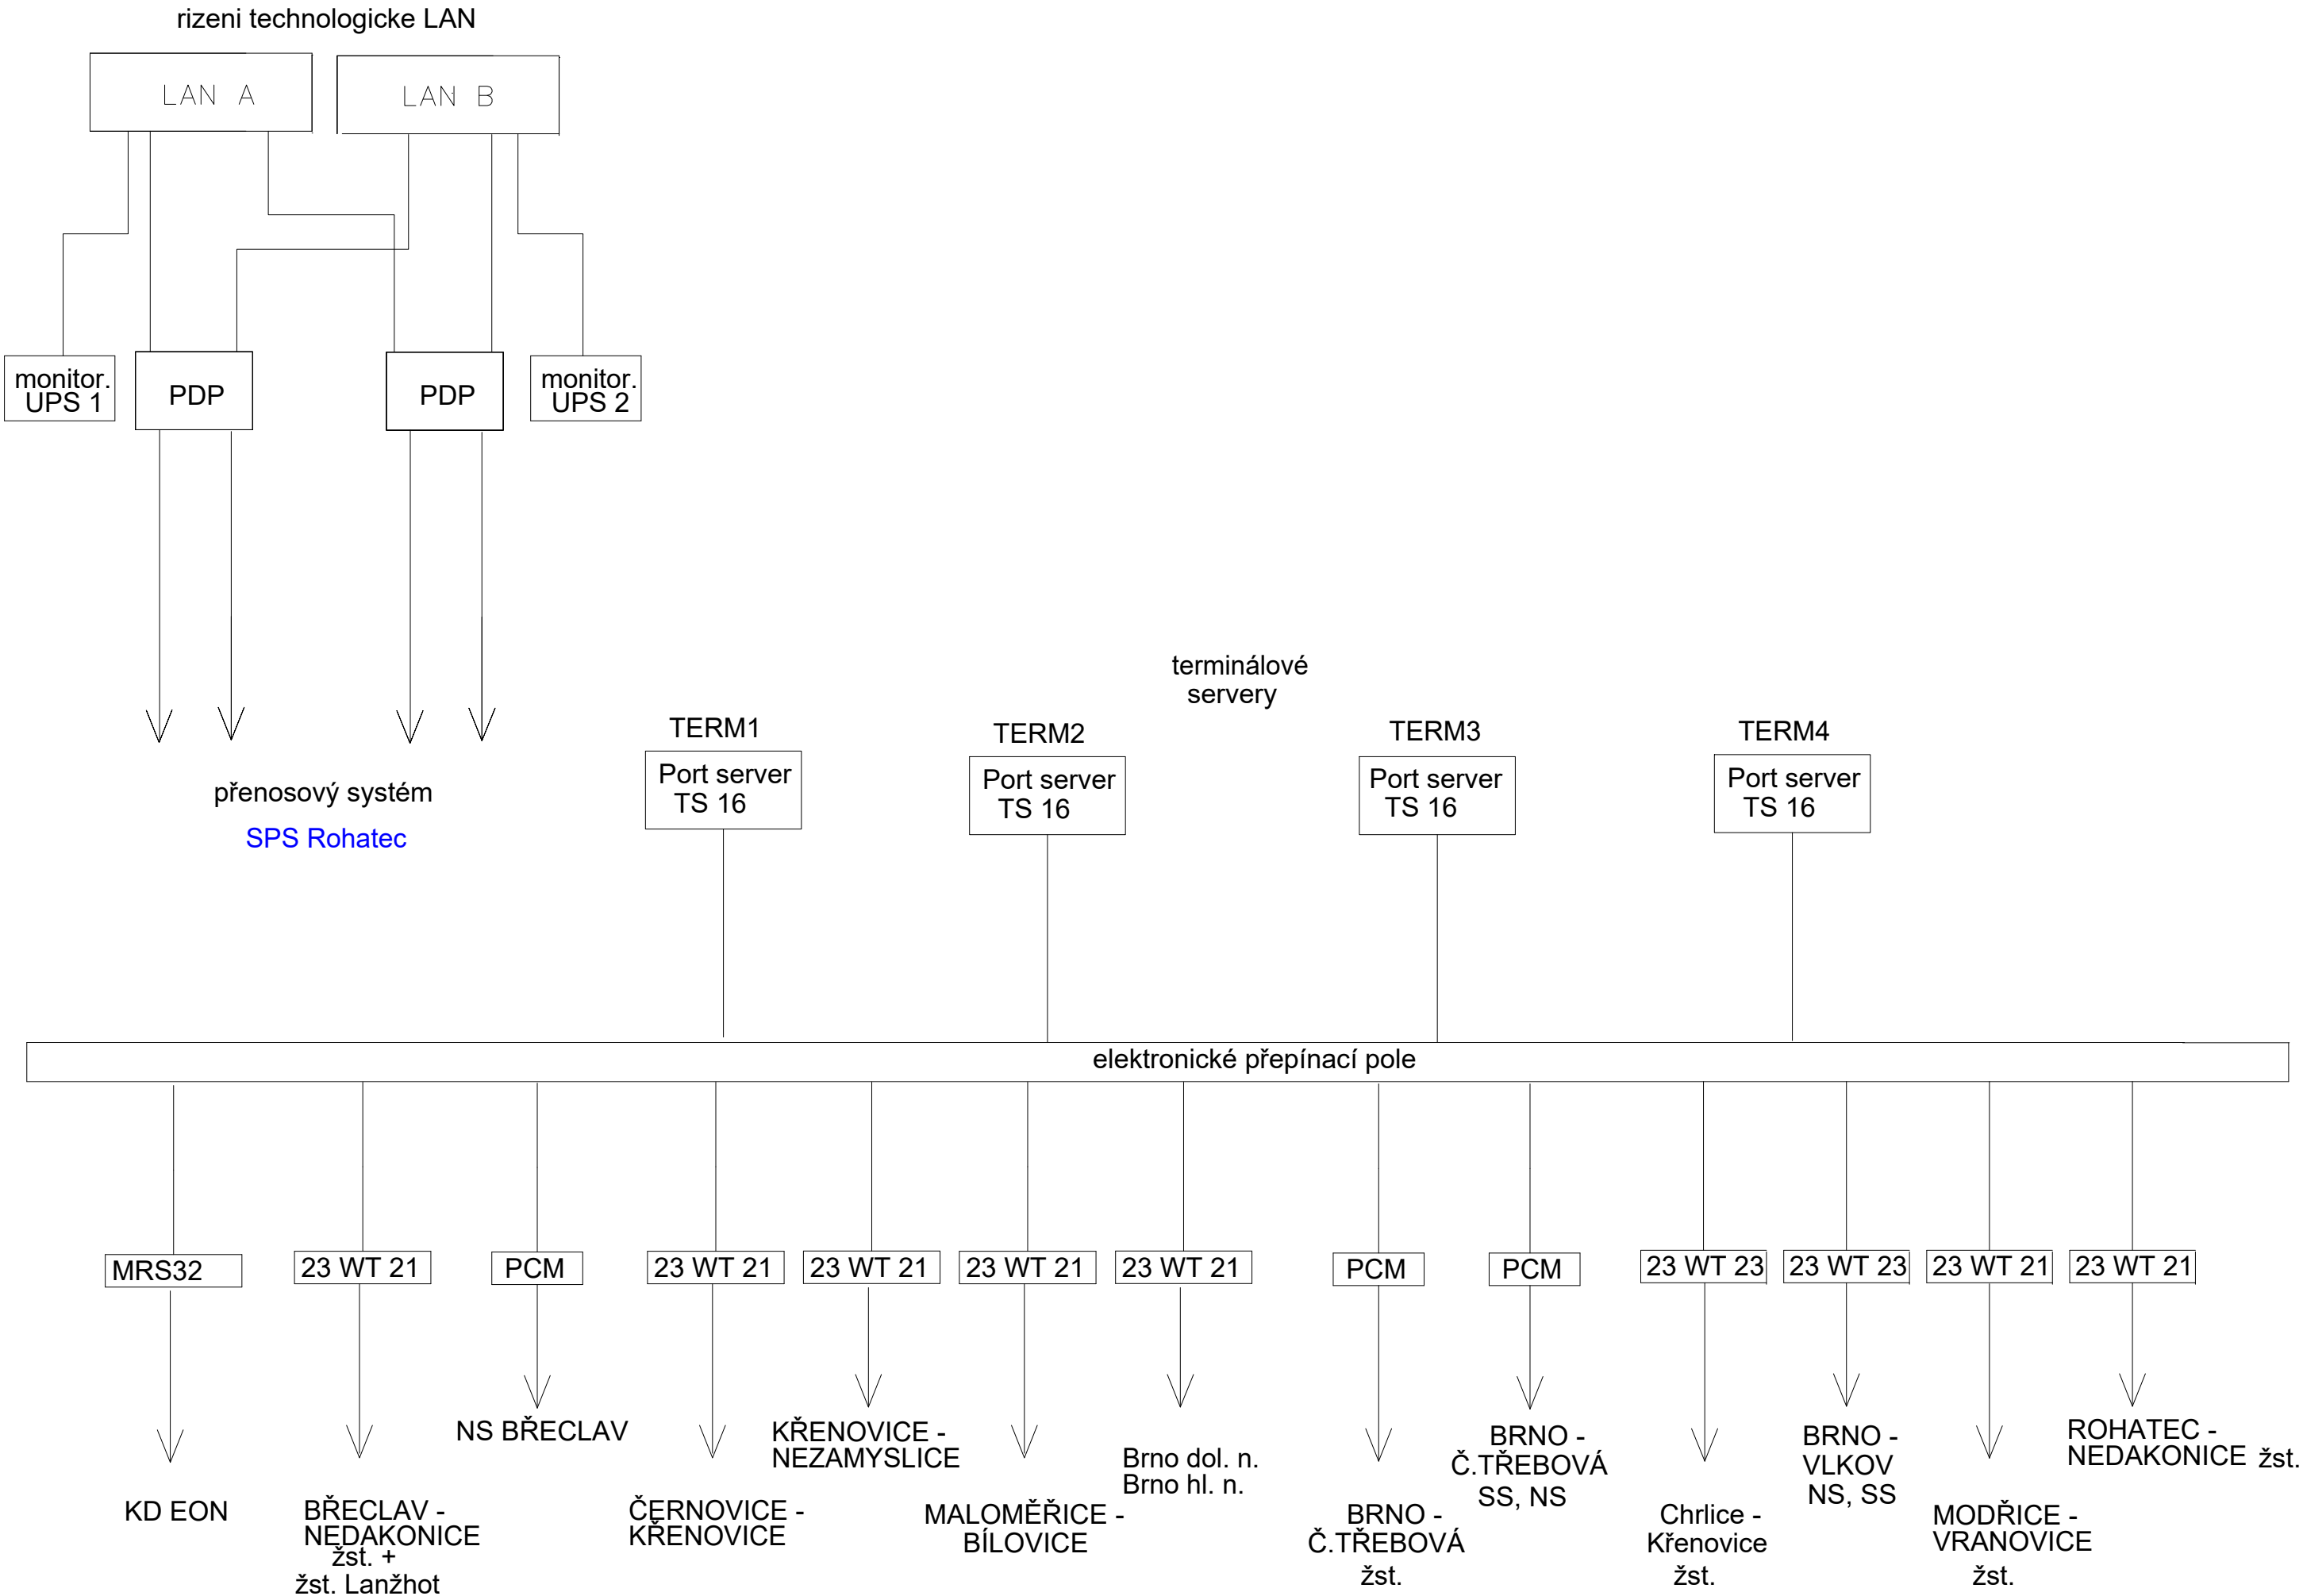 rizeni technologicke LAN
LAN A
LAN B
monitor.
UPS 1
PDP
PDP
monitor.
UPS 2
přenosový systém
SPS Rohatec
terminálové
servery
TERM1
Port server
TS 16
TERM2
Port server
TS 16
TERM3
Port server
TS 16
TERM4
Port server
TS 16
elektronické přepínací pole
MRS32
23 WT 21
PCM
23 WT 21
23 WT 21
23 WT 21
23 WT 21
PCM
PCM
23 WT 23
23 WT 23
23 WT 21
23 WT 21
KD EON
BŘECLAV -
NEDAKONICE
žst. +
žst. Lanžhot
NS BŘECLAV
ČERNOVICE -
KŘENOVICE
KŘENOVICE -
NEZAMYSLICE
MALOMĚŘICE -
BÍLOVICE
Brno dol. n.
Brno hl. n.
BRNO -
Č.TŘEBOVÁ
žst.
BRNO -
Č.TŘEBOVÁ
SS, NS
Chrlice -
Křenovice
žst.
BRNO -
VLKOV
NS, SS
MODŘICE -
VRANOVICE
žst.
ROHATEC -
NEDAKONICE žst.